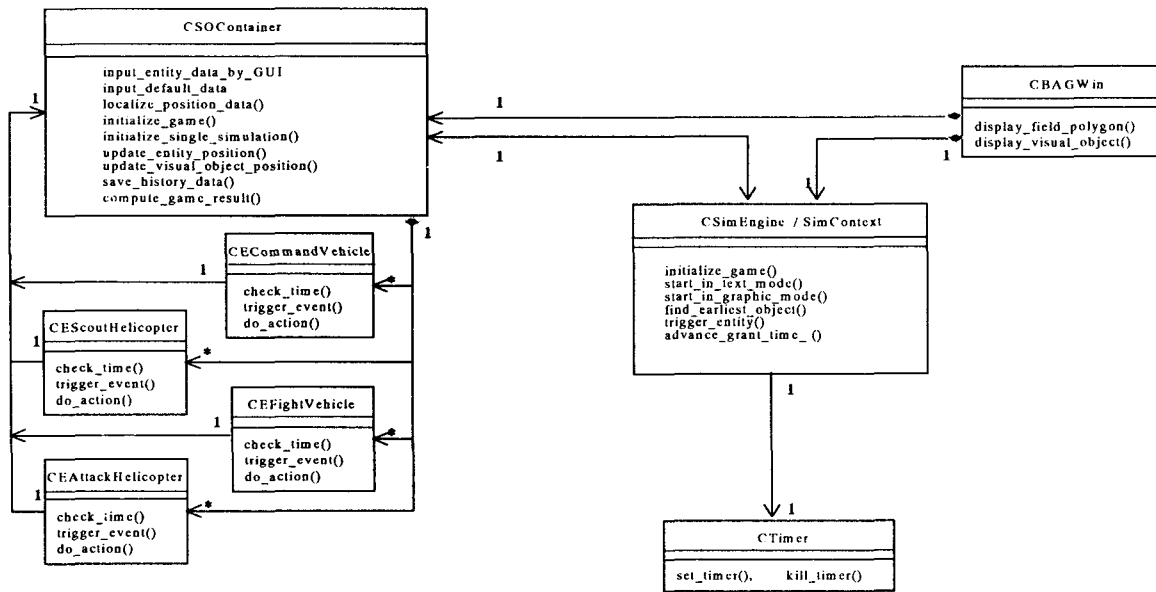 CSOContainer
input_entity_data_by_GUI
input_default_data
localize_position_data()
initialize_game()
initialize_single_simulation()
update_entity_position()
update_visual_object_position()
save_history_data()
compute_game_result()
1
1
1
1
CBAGWin
display_field_polygon()
display_visual_object()
1
1
CSimEngine / SimContext
initialize_game()
start_in_text_mode()
start_in_graphic_mode()
find_earliest_object()
trigger_entity()
advance_grant_time_ ()
1
1
CTimer
set_timer(), kill_timer()
CECommandVehicle
check_time()
trigger_event()
do_action()
1
*
CEScoutHelicopter
check_time()
trigger_event()
do_action()
1
*
CEFightVehicle
check_time()
trigger_event()
do_action()
1
*
CEAttackHelicopter
check_time()
trigger_event()
do_action()
1
*